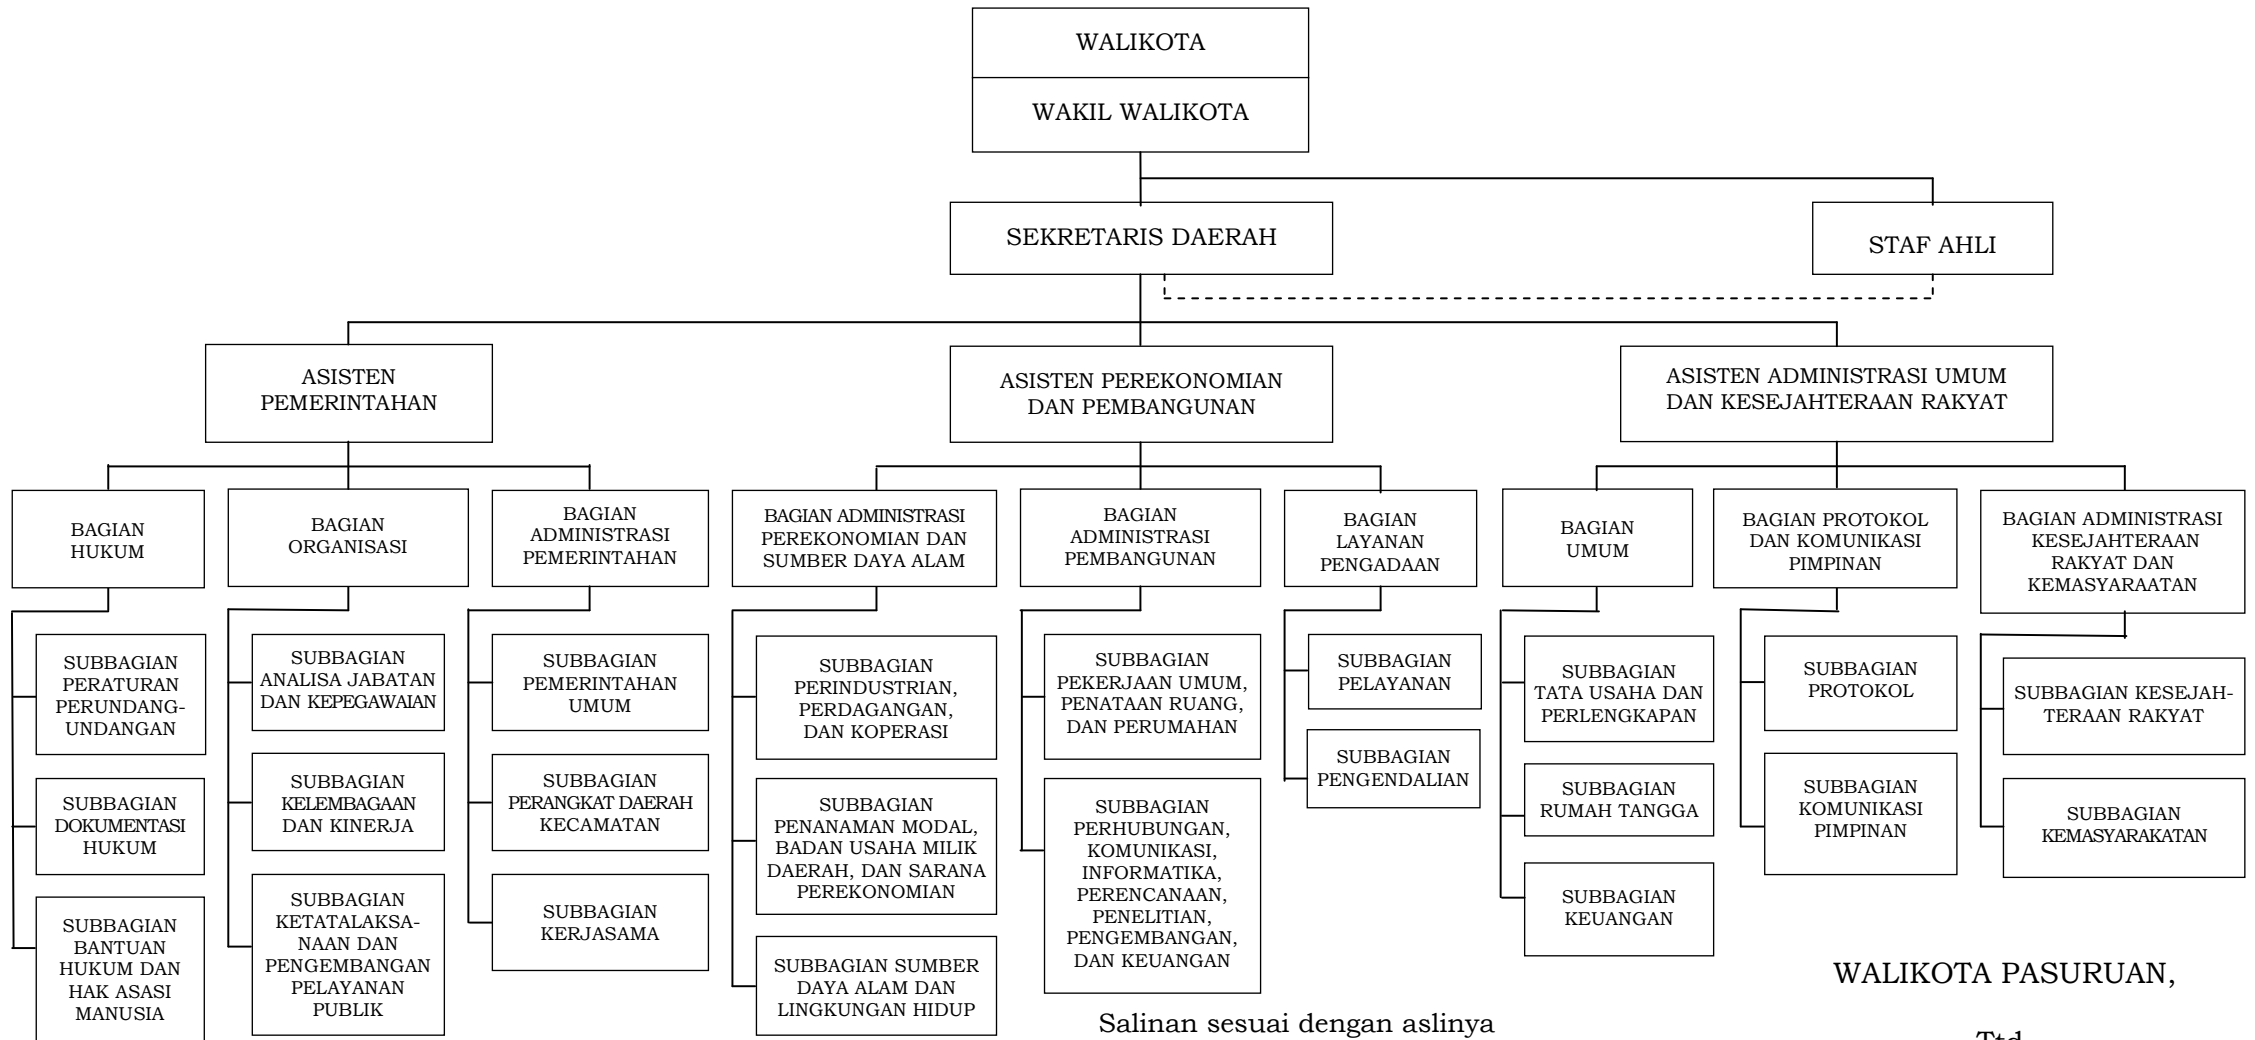 WALIKOTA
WAKIL WALIKOTA
SEKRETARIS DAERAH
STAF AHLI
ASISTEN
PEMERINTAHAN
ASISTEN PEREKONOMIAN
DAN PEMBANGUNAN
ASISTEN ADMINISTRASI UMUM
DAN KESEJAHTERAAN RAKYAT
BAGIAN
HUKUM
BAGIAN
ORGANISASI
BAGIAN
ADMINISTRASI
PEMERINTAHAN
BAGIAN ADMINISTRASI
PEREKONOMIAN DAN
SUMBER DAYA ALAM
BAGIAN
ADMINISTRASI
PEMBANGUNAN
BAGIAN
LAYANAN
PENGADAAN
BAGIAN
UMUM
BAGIAN PROTOKOL
DAN KOMUNIKASI
PIMPINAN
BAGIAN ADMINISTRASI
KESEJAHTERAAN
RAKYAT DAN
KEMASYARAATAN
SUBBAGIAN
PERATURAN
PERUNDANG-
UNDANGAN
SUBBAGIAN
DOKUMENTASI
HUKUM
SUBBAGIAN
BANTUAN
HUKUM DAN
HAK ASASI
MANUSIA
SUBBAGIAN
ANALISA JABATAN
DAN KEPEGAWAIAN
SUBBAGIAN
KELEMBAGAAN
DAN KINERJA
SUBBAGIAN
KETATALAKSA-
NAAN DAN
PENGEMBANGAN
PELAYANAN
PUBLIK
SUBBAGIAN
PEMERINTAHAN
UMUM
SUBBAGIAN
PERANGKAT DAERAH
KECAMATAN
SUBBAGIAN
KERJASAMA
SUBBAGIAN
PERINDUSTRIAN,
PERDAGANGAN,
DAN KOPERASI
SUBBAGIAN
PENANAMAN MODAL,
BADAN USAHA MILIK
DAERAH, DAN SARANA
PEREKONOMIAN
SUBBAGIAN SUMBER
DAYA ALAM DAN
LINGKUNGAN HIDUP
SUBBAGIAN
PEKERJAAN UMUM,
PENATAAN RUANG,
DAN PERUMAHAN
SUBBAGIAN
PERHUBUNGAN,
KOMUNIKASI,
INFORMATIKA,
PERENCANAAN,
PENELITIAN,
PENGEMBANGAN,
DAN KEUANGAN
SUBBAGIAN
PELAYANAN
SUBBAGIAN
PENGENDALIAN
SUBBAGIAN
TATA USAHA DAN
PERLENGKAPAN
SUBBAGIAN
RUMAH TANGGA
SUBBAGIAN
KEUANGAN
SUBBAGIAN
PROTOKOL
SUBBAGIAN
KOMUNIKASI
PIMPINAN
SUBBAGIAN KESEJAH-
TERAAN RAKYAT
SUBBAGIAN
KEMASYARAKATAN
WALIKOTA PASURUAN,
Salinan sesuai dengan aslinya
Ttd